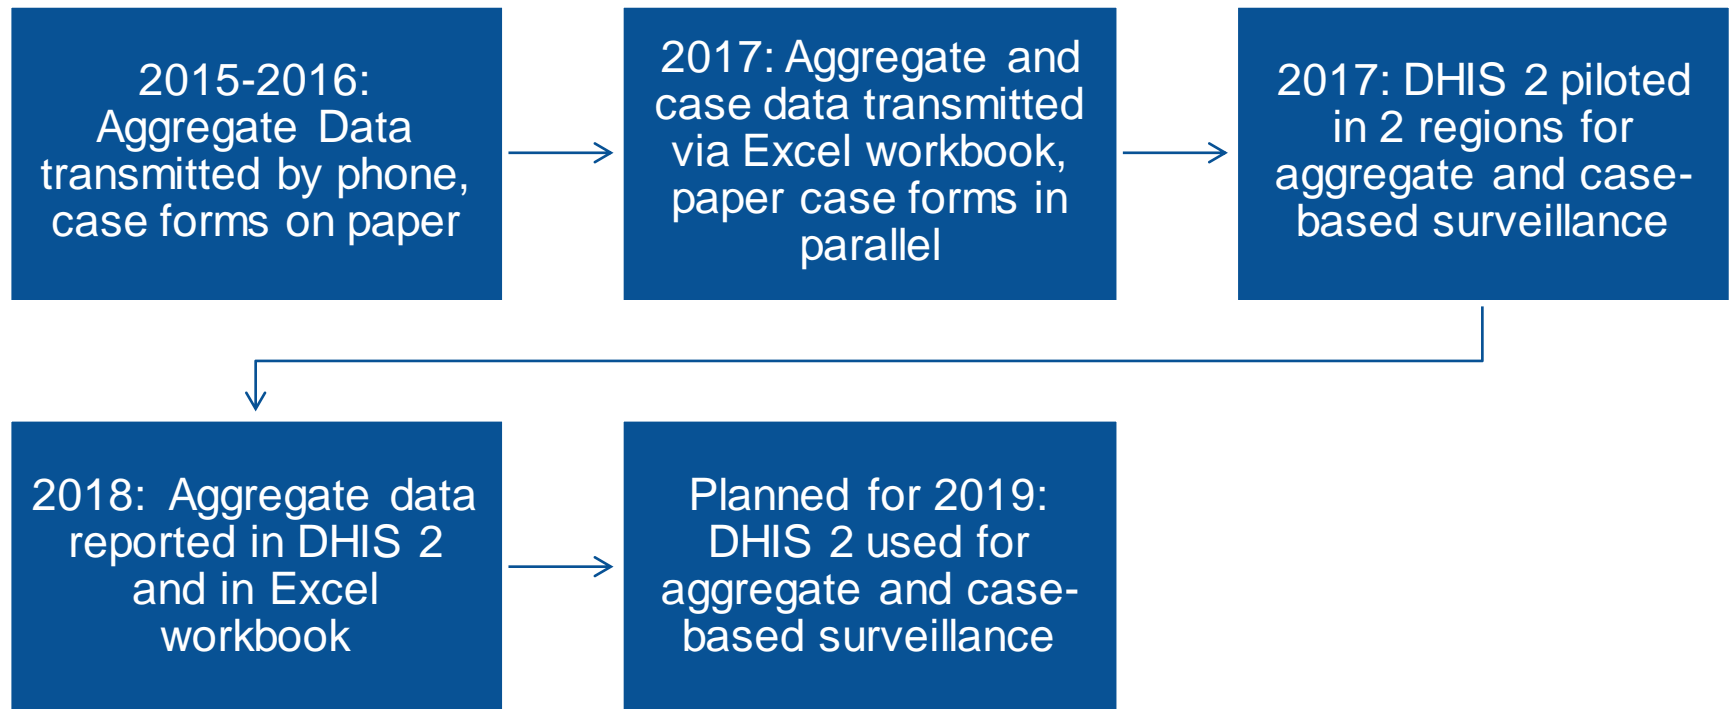 2015-2016:
Aggregate Data
transmitted by phone,
case forms on paper
2017: Aggregate and
case data transmitted
via Excel workbook,
paper case forms in
parallel
2017: DHIS 2 piloted
in 2 regions for
aggregate and case-
based surveillance
2018: Aggregate data
reported in DHIS 2
and in Excel
workbook
Planned for 2019:
DHIS 2 used for
aggregate and case-
based surveillance